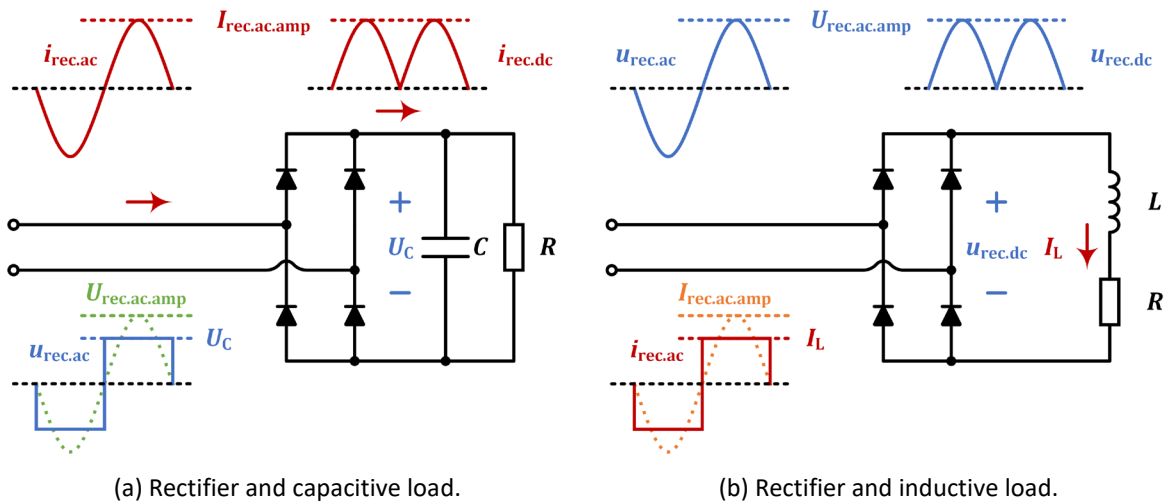 I_rec.ac.amp
i_rec.ac
i_rec.dc
+
U_C
C
R
−
U_rec.ac.amp
u_rec.ac
U_C
(a) Rectifier and capacitive load.
U_rec.ac.amp
u_rec.ac
u_rec.dc
L
+
u_rec.dc
I_L
−
R
I_rec.ac.amp
i_rec.ac
I_L
(b) Rectifier and inductive load.